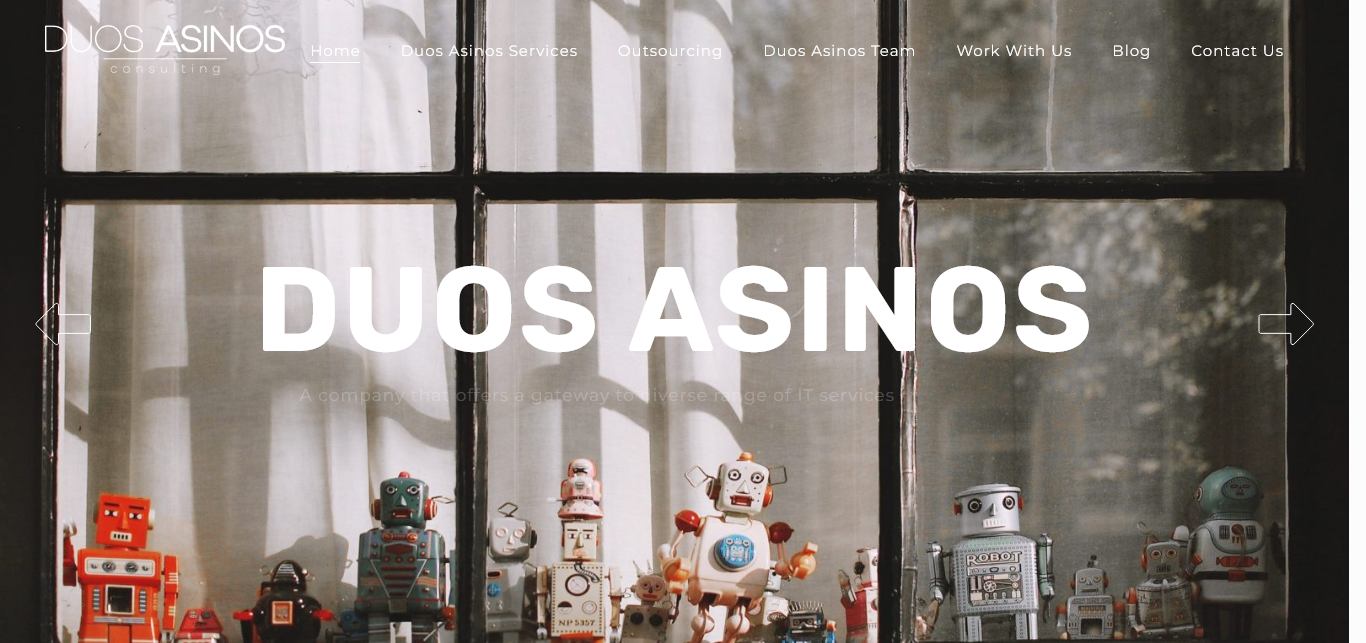 DUOS ASINOS
consulting
Home Duos Asinos Services Outsourcing Duos Asinos Team Work With Us Blog Contact Us
DUOS ASINOS
A company that offers a gateway to diverse range of IT services
ROBOT
NP 5357